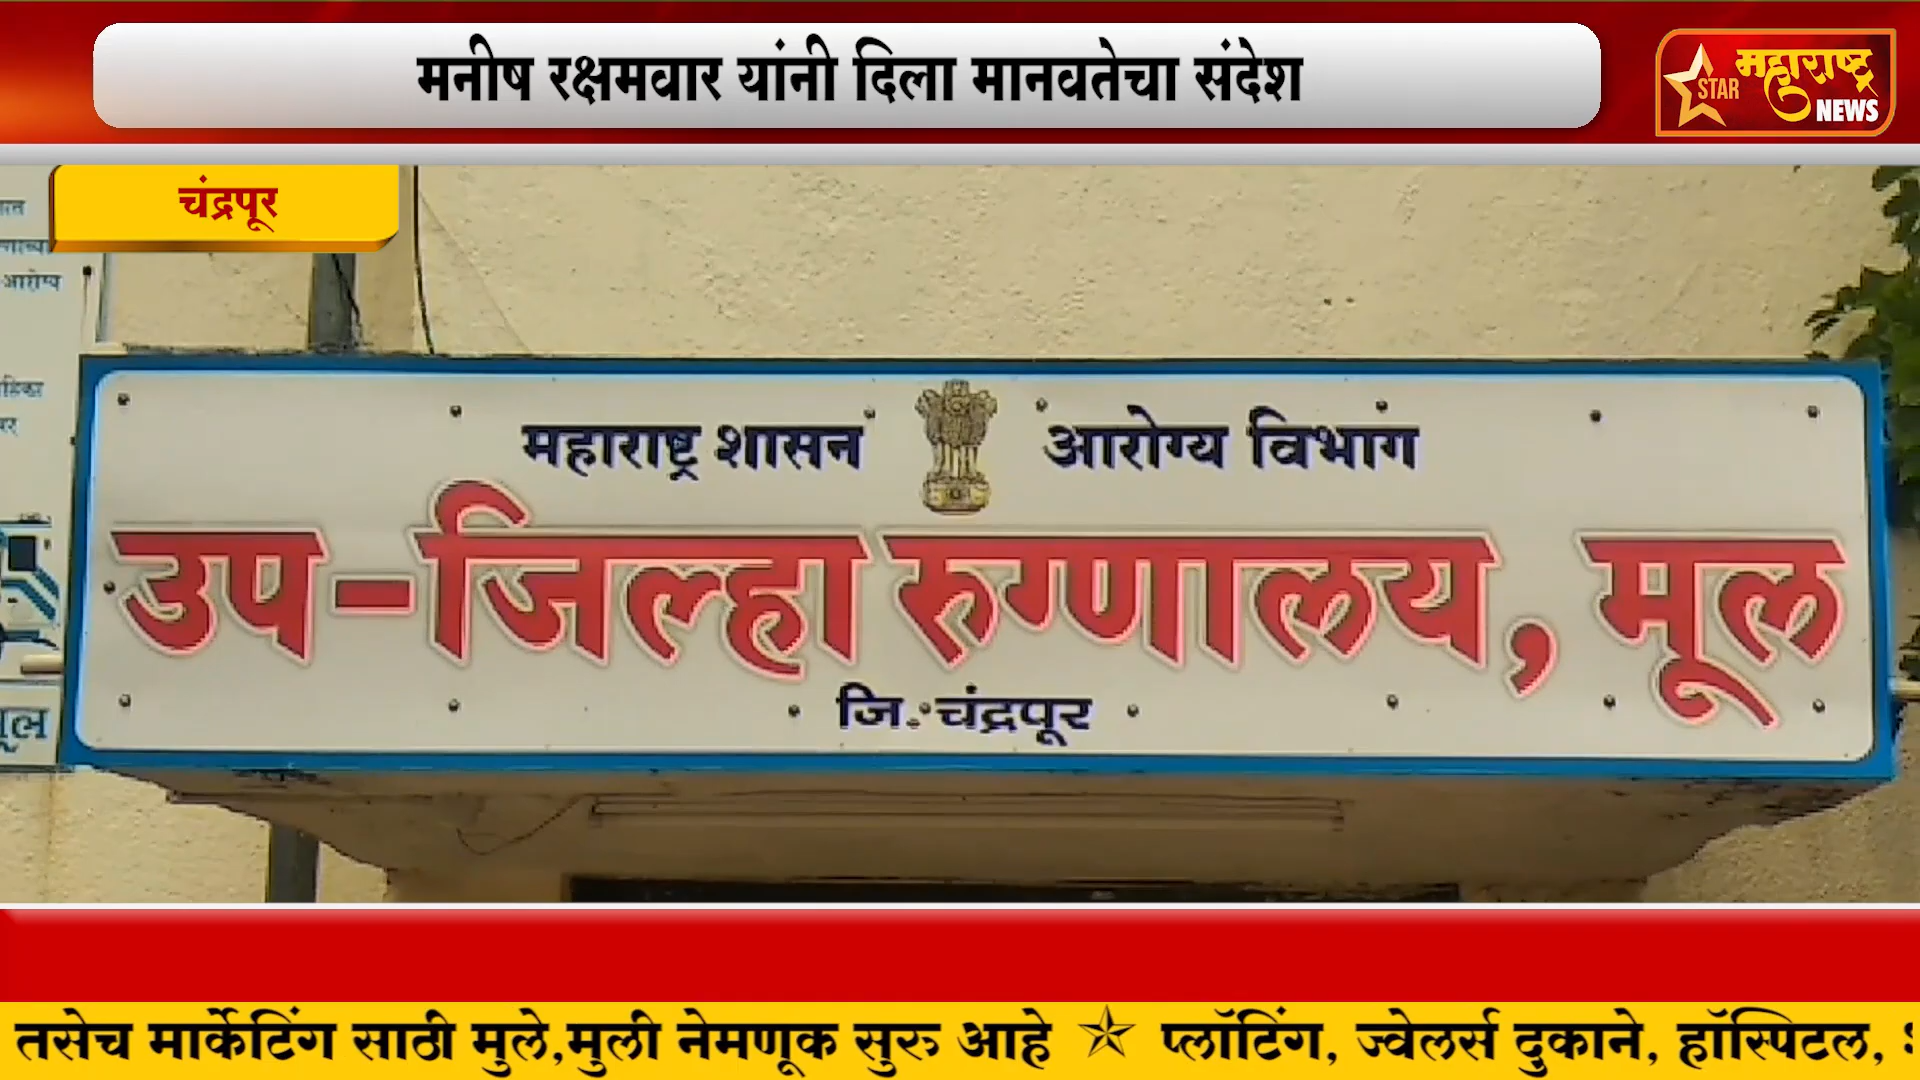 मनीष रक्षमवार यांनी दिला मानवतेचा संदेश
STAR
महाराष्ट्र
NEWS
चंद्रपूर
आरोग्य
महाराष्ट्र शासन आरोग्य विभाग
उप-जिल्हा रुग्णालय, मूल
जि. चंद्रपूर
तसेच मार्केटिंग साठी मुले,मुली नेमणूक सुरु आहे प्लॉटिंग, ज्वेलर्स दुकाने, हॉस्पिटल,